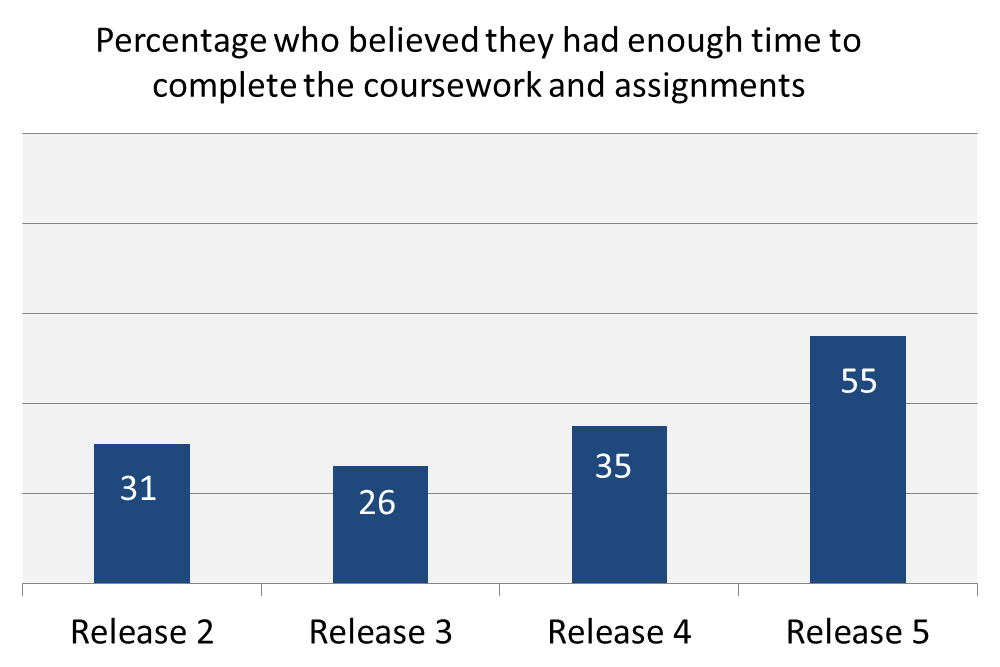 Percentage who believed they had enough time to
complete the coursework and assignments
31
26
35
55
Release 2
Release 3
Release 4
Release 5